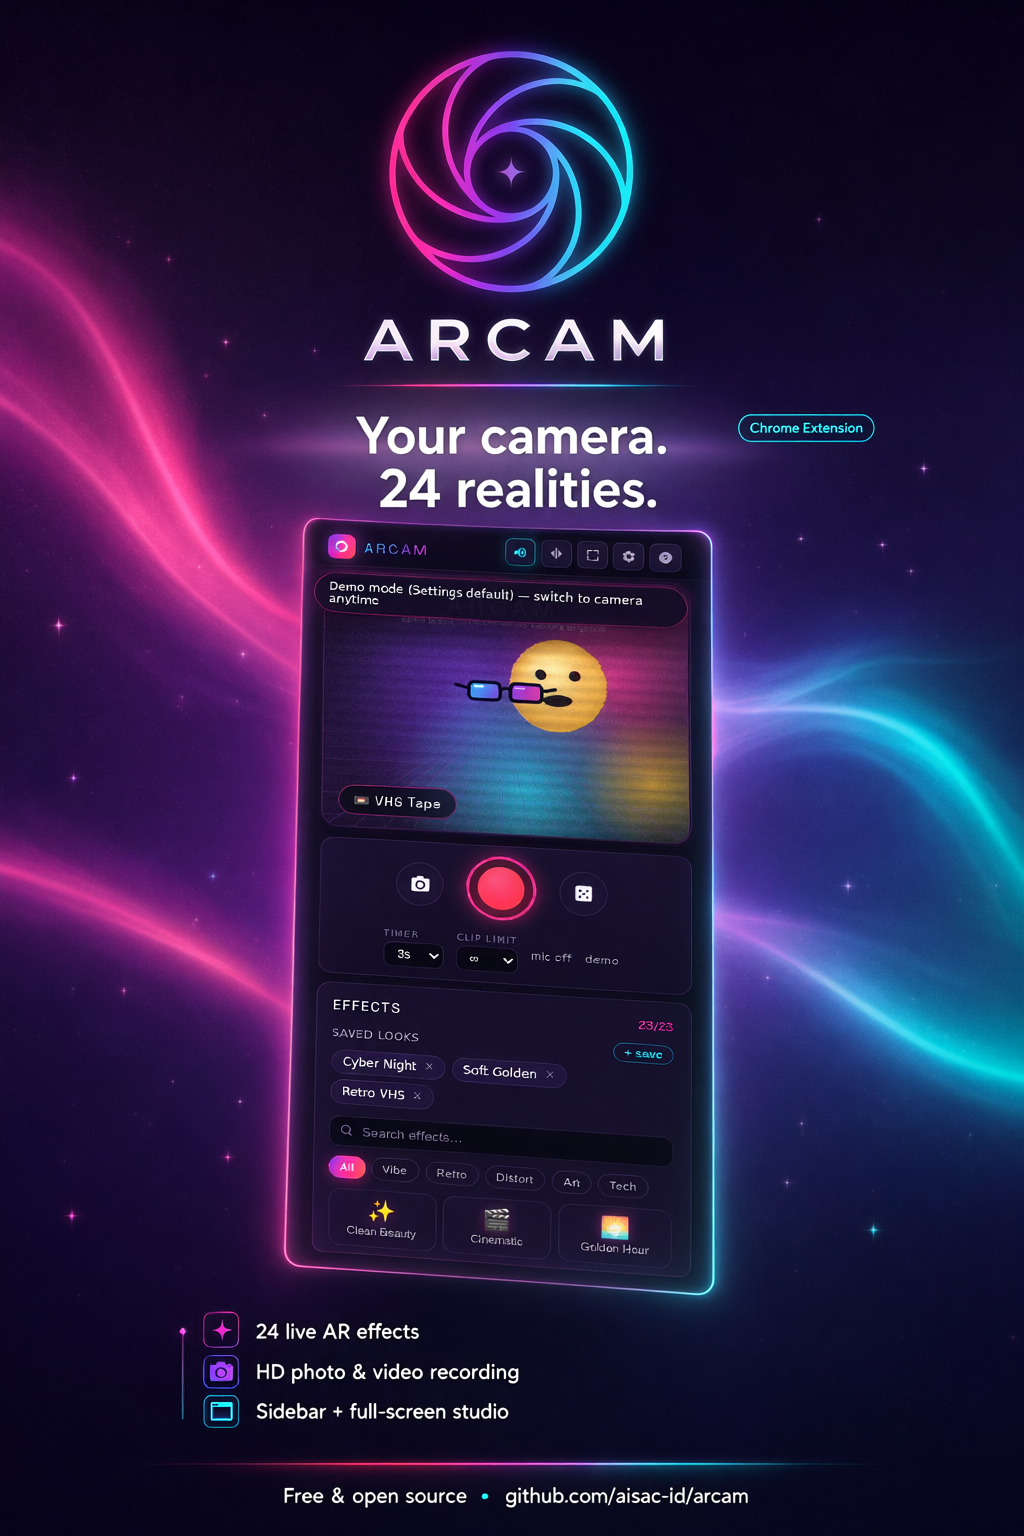 ARCAM
Your camera.
24 realities.
Chrome Extension
ARCAM
Demo mode (Settings default) — switch to camera
anytime
VHS Tape
TIMER
CLIP LIMIT
3s
∞
mic off
demo
EFFECTS
23/23
SAVED LOOKS
+ save
Cyber Night ×
Soft Golden ×
Retro VHS ×
Search effects...
All
Vibe
Retro
Distort
Art
Tech
Clean Beauty
Cinematic
Golden Hour
24 live AR effects
HD photo & video recording
Sidebar + full-screen studio
Free & open source • github.com/aisac-id/arcam